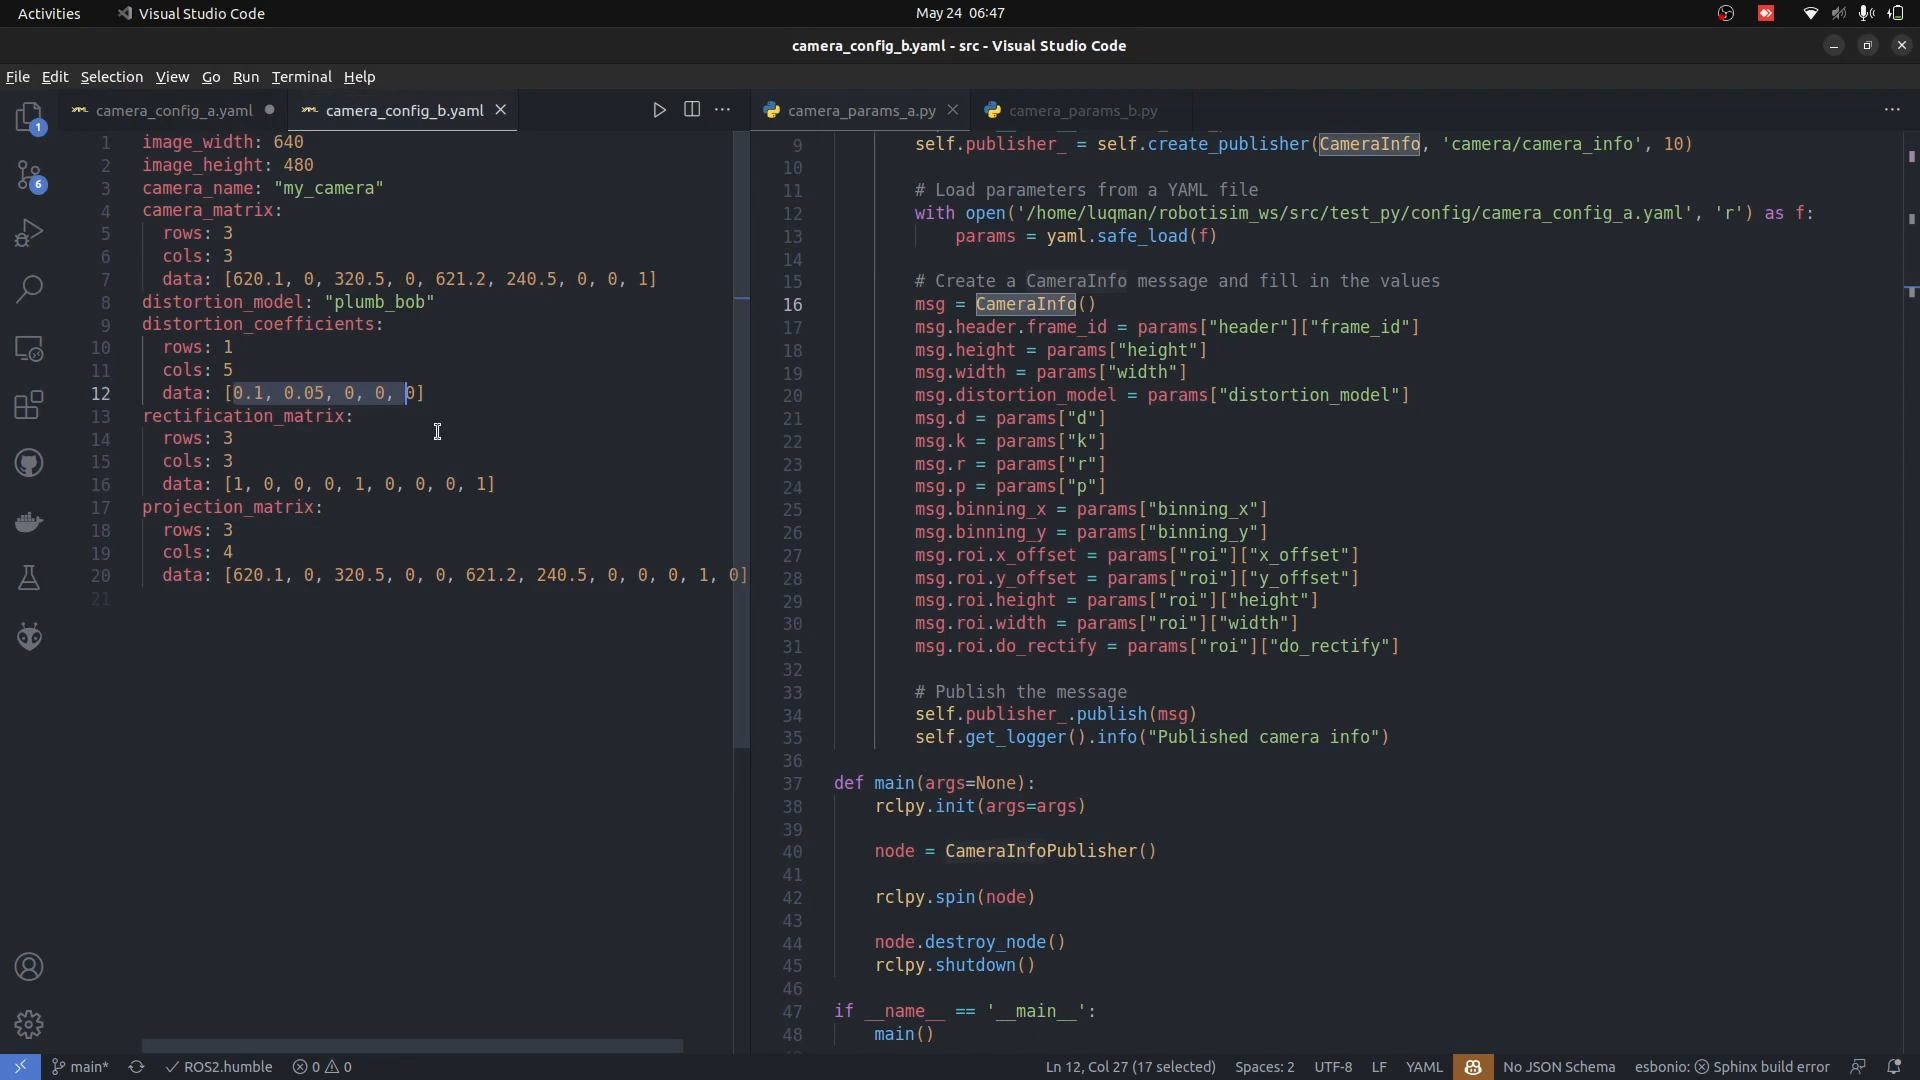 Activities
Visual Studio Code
May 24 06:47
camera_config_b.yaml - src - Visual Studio Code
File Edit Selection View Go Run Terminal Help
camera_config_a.yaml
camera_config_b.yaml
camera_params_a.py
camera_params_b.py
1
6
1 image_width: 640
2 image_height: 480
3 camera_name: "my_camera"
4 camera_matrix:
5 rows: 3
6 cols: 3
7 data: [620.1, 0, 320.5, 0, 621.2, 240.5, 0, 0, 1]
8 distortion_model: "plumb_bob"
9 distortion_coefficients:
10 rows: 1
11 cols: 5
12 data: [0.1, 0.05, 0, 0, 0]
13 rectification_matrix:
14 rows: 3
15 cols: 3
16 data: [1, 0, 0, 0, 1, 0, 0, 0, 1]
17 projection_matrix:
18 rows: 3
19 cols: 4
20 data: [620.1, 0, 320.5, 0, 0, 621.2, 240.5, 0, 0, 0, 1, 0]
21
9 self.publisher_ = self.create_publisher(CameraInfo, 'camera/camera_info', 10)
10
11 # Load parameters from a YAML file
12 with open('/home/luqman/robotisim_ws/src/test_py/config/camera_config_a.yaml', 'r') as f:
13 params = yaml.safe_load(f)
14
15 # Create a CameraInfo message and fill in the values
16 msg = CameraInfo()
17 msg.header.frame_id = params["header"]["frame_id"]
18 msg.height = params["height"]
19 msg.width = params["width"]
20 msg.distortion_model = params["distortion_model"]
21 msg.d = params["d"]
22 msg.k = params["k"]
23 msg.r = params["r"]
24 msg.p = params["p"]
25 msg.binning_x = params["binning_x"]
26 msg.binning_y = params["binning_y"]
27 msg.roi.x_offset = params["roi"]["x_offset"]
28 msg.roi.y_offset = params["roi"]["y_offset"]
29 msg.roi.height = params["roi"]["height"]
30 msg.roi.width = params["roi"]["width"]
31 msg.roi.do_rectify = params["roi"]["do_rectify"]
32
33 # Publish the message
34 self.publisher_.publish(msg)
35 self.get_logger().info("Published camera info")
36
37 def main(args=None):
38 rclpy.init(args=args)
39
40 node = CameraInfoPublisher()
41
42 rclpy.spin(node)
43
44 node.destroy_node()
45 rclpy.shutdown()
46
47 if __name__ == '__main__':
48 main()
main* ROS2.humble 0 0 Ln 12, Col 27 (17 selected) Spaces: 2 UTF-8 LF YAML No JSON Schema esbonio: Sphinx build error